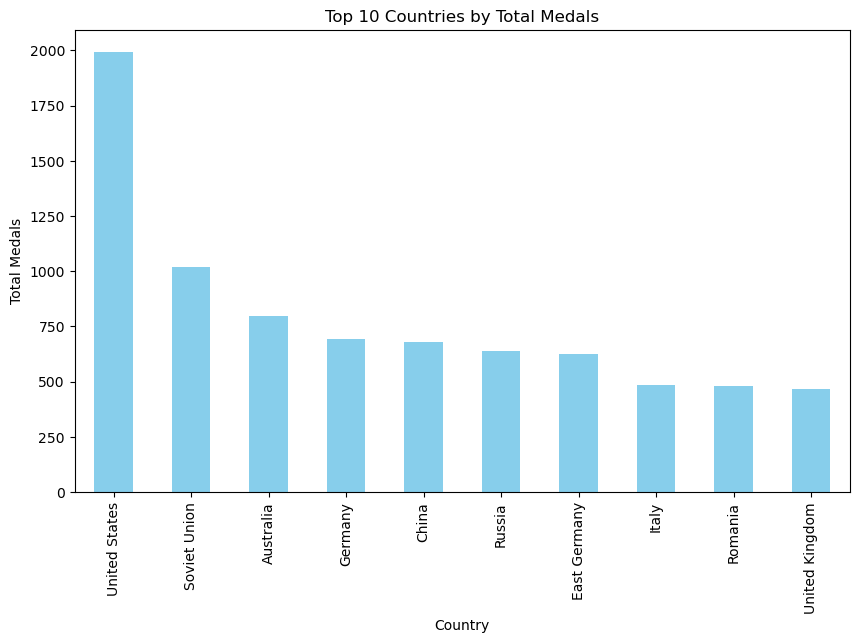 Top 10 Countries by Total Medals
Total Medals
2000
1750
1500
1250
1000
750
500
250
0
United States
Soviet Union
Australia
Germany
China
Russia
East Germany
Italy
Romania
United Kingdom
Country